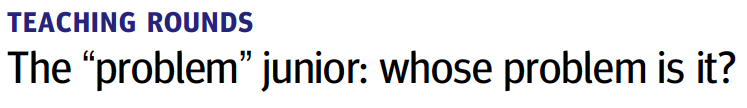 TEACHING ROUNDS
The “problem” junior: whose problem is it?